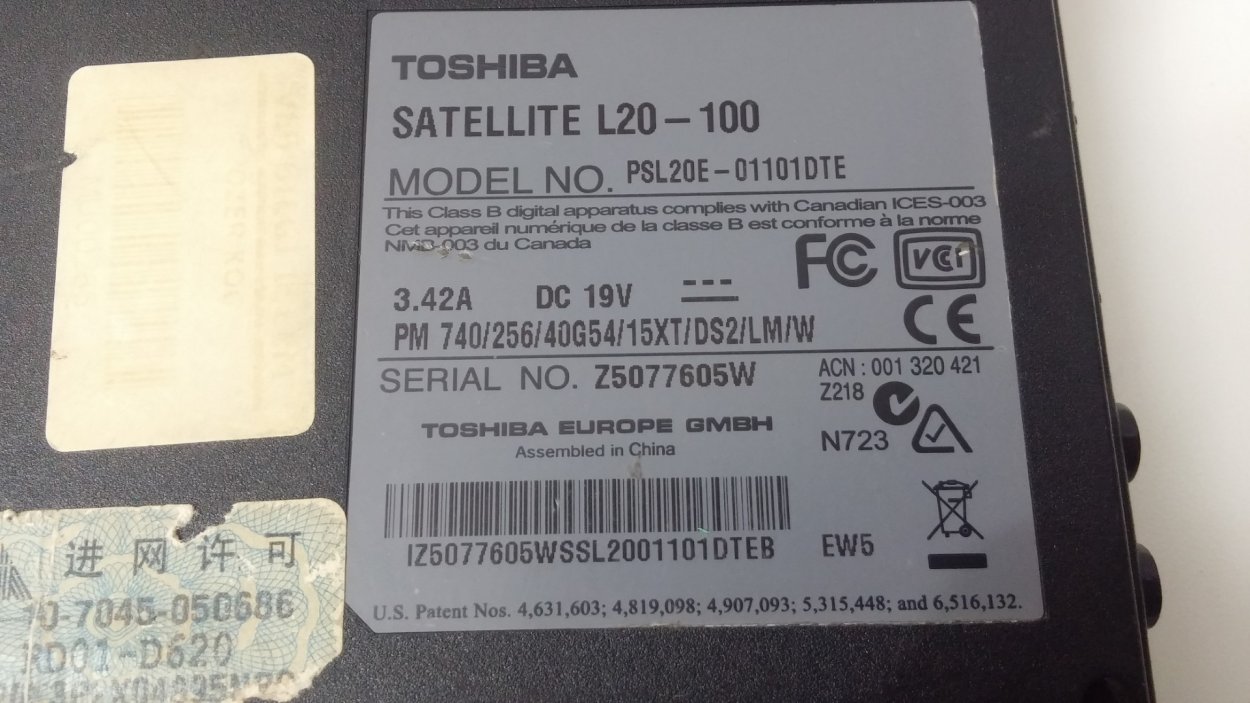 TOSHIBA
SATELLITE L20-100
MODEL NO. PSL20E-01101DTE
This Class B digital apparatus complies with Canadian ICES-003
Cet appareil numérique de la classe B est conforme à la norme
NMB-003 du Canada
FC VCI
3.42A DC 19V
CE
PM 740/256/40G54/15XT/DS2/LM/W
SERIAL NO. Z5077605W
ACN : 001 320 421
Z218
N723
TOSHIBA EUROPE GMBH
Assembled in China
IZ5077605WSSL2001101DTEB
EW5
U.S. Patent Nos. 4,631,603; 4,819,098; 4,907,093; 5,315,448; and 6,516,132.
进网许可
-7045-050686
01-D620